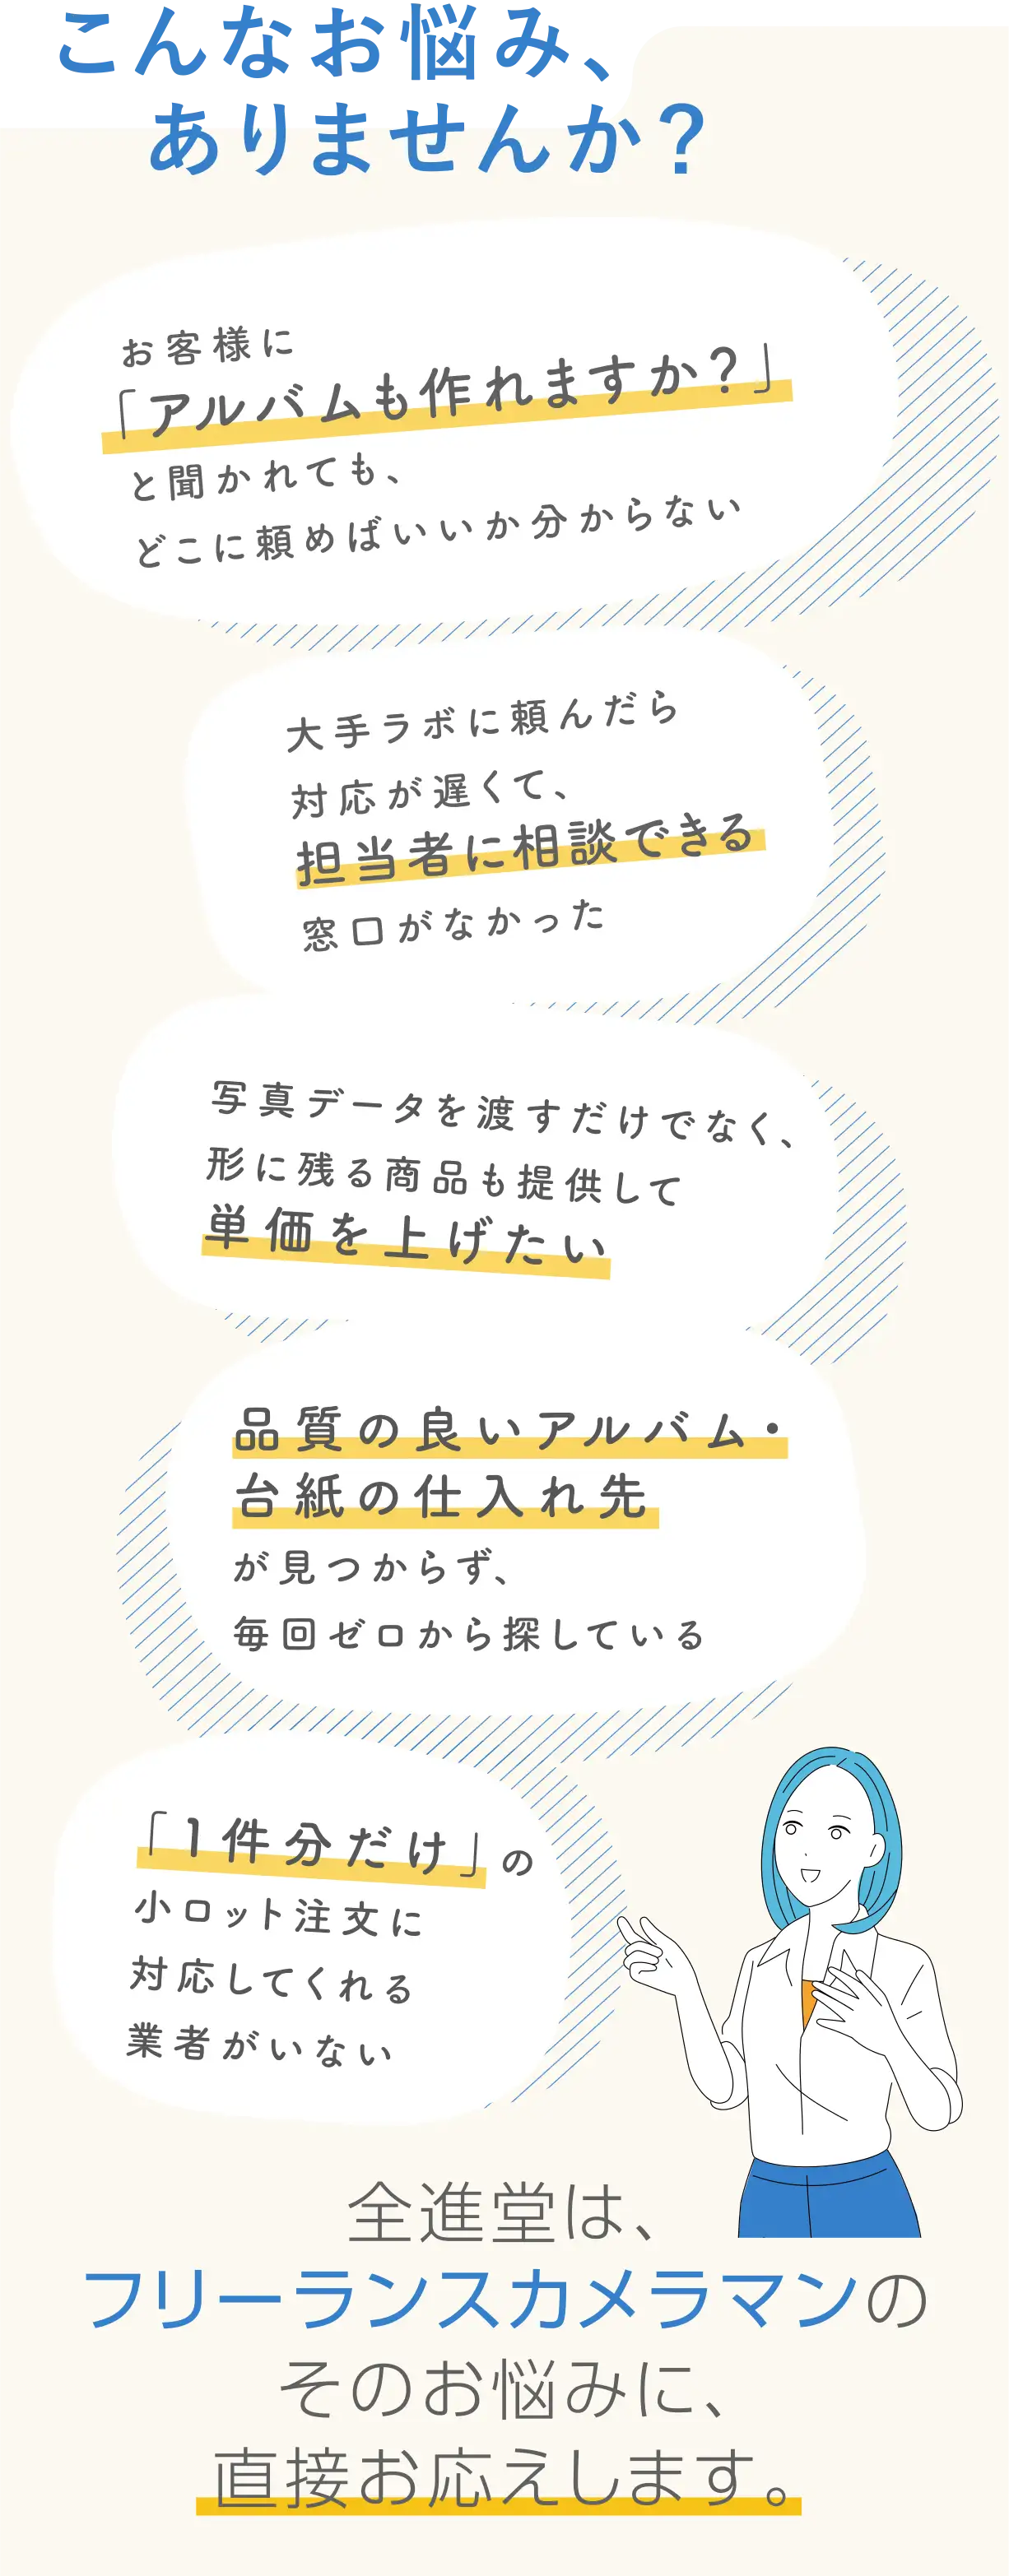 こんなお悩み、
ありませんか？
お客様に
「アルバムも作れますか？」
と聞かれても、
どこに頼めばいいか分からない
大手ラボに頼んだら
対応が遅くて、
担当者に相談できる
窓口がなかった
写真データを渡すだけでなく、
形に残る商品も提供して
単価を上げたい
品質の良いアルバム・
台紙の仕入れ先
が見つからず、
毎回ゼロから探している
「1件分だけ」の
小ロット注文に
対応してくれる
業者がいない
全進堂は、
フリーランスカメラマンの
そのお悩みに、
直接お応えします。